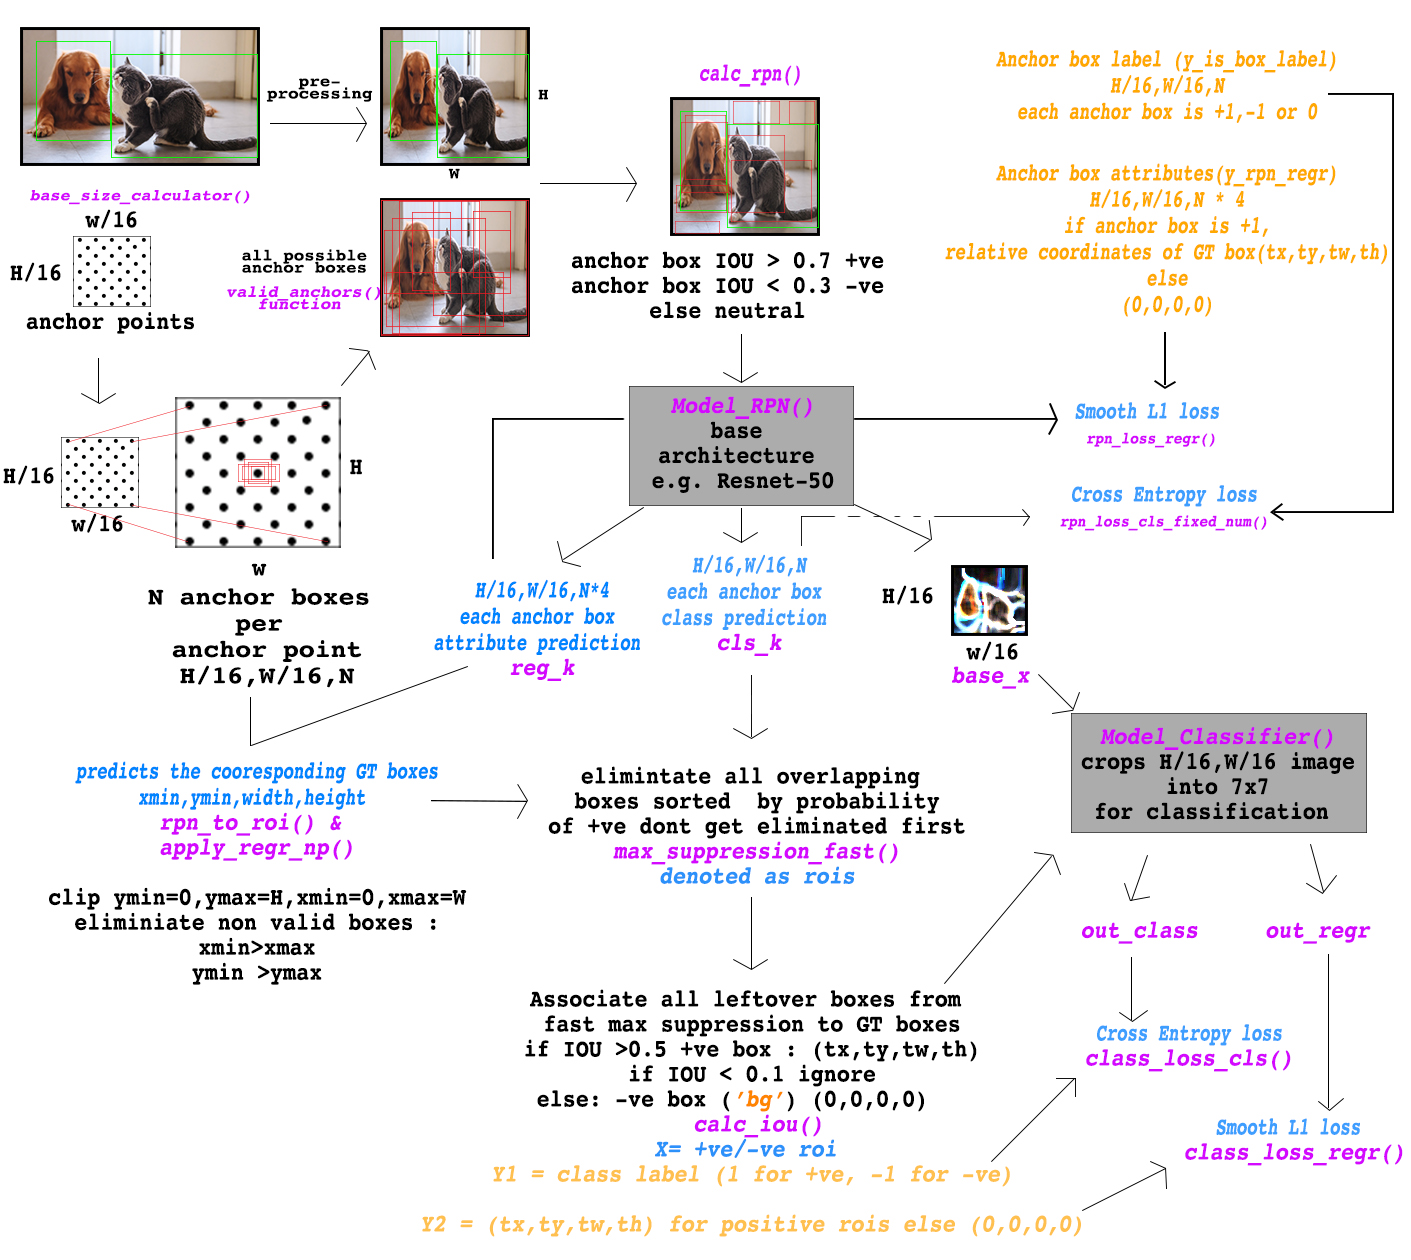 pre-
processing
H
W
base_size_calculator()
w/16
H/16
anchor points
all possible
anchor boxes
valid_anchors()
function
calc_rpn()
anchor box IOU > 0.7 +ve
anchor box IOU < 0.3 -ve
else neutral
Anchor box label (y_is_box_label)
H/16,W/16,N
each anchor box is +1,-1 or 0
Anchor box attributes(y_rpn_regr)
H/16,W/16,N * 4
if anchor box is +1,
relative coordinates of GT box(tx,ty,tw,th)
else
(0,0,0,0)
H/16
w/16
H
W
N anchor boxes
per
anchor point
H/16,W/16,N
Model_RPN()
base
architecture
e.g. Resnet-50
Smooth L1 loss
rpn_loss_regr()
Cross Entropy loss
rpn_loss_cls_fixed_num()
H/16,W/16,N*4
each anchor box
attribute prediction
reg_k
H/16,W/16,N
each anchor box
class prediction
cls_k
H/16
w/16
base_x
predicts the cooresponding GT boxes
xmin,ymin,width,height
rpn_to_roi() &
apply_regr_np()
clip ymin=0,ymax=H,xmin=0,xmax=W
eliminiate non valid boxes :
xmin>xmax
ymin >ymax
elimintate all overlapping
boxes sorted by probability
of +ve dont get eliminated first
max_suppression_fast()
denoted as rois
Model_Classifier()
crops H/16,W/16 image
into 7x7
for classification
out_class
out_regr
Associate all leftover boxes from
fast max suppression to GT boxes
if IOU >0.5 +ve box : (tx,ty,tw,th)
if IOU < 0.1 ignore
else: -ve box ('bg') (0,0,0,0)
calc_iou()
X= +ve/-ve roi
Y1 = class label (1 for +ve, -1 for -ve)
Y2 = (tx,ty,tw,th) for positive rois else (0,0,0,0)
Cross Entropy loss
class_loss_cls()
Smooth L1 loss
class_loss_regr()